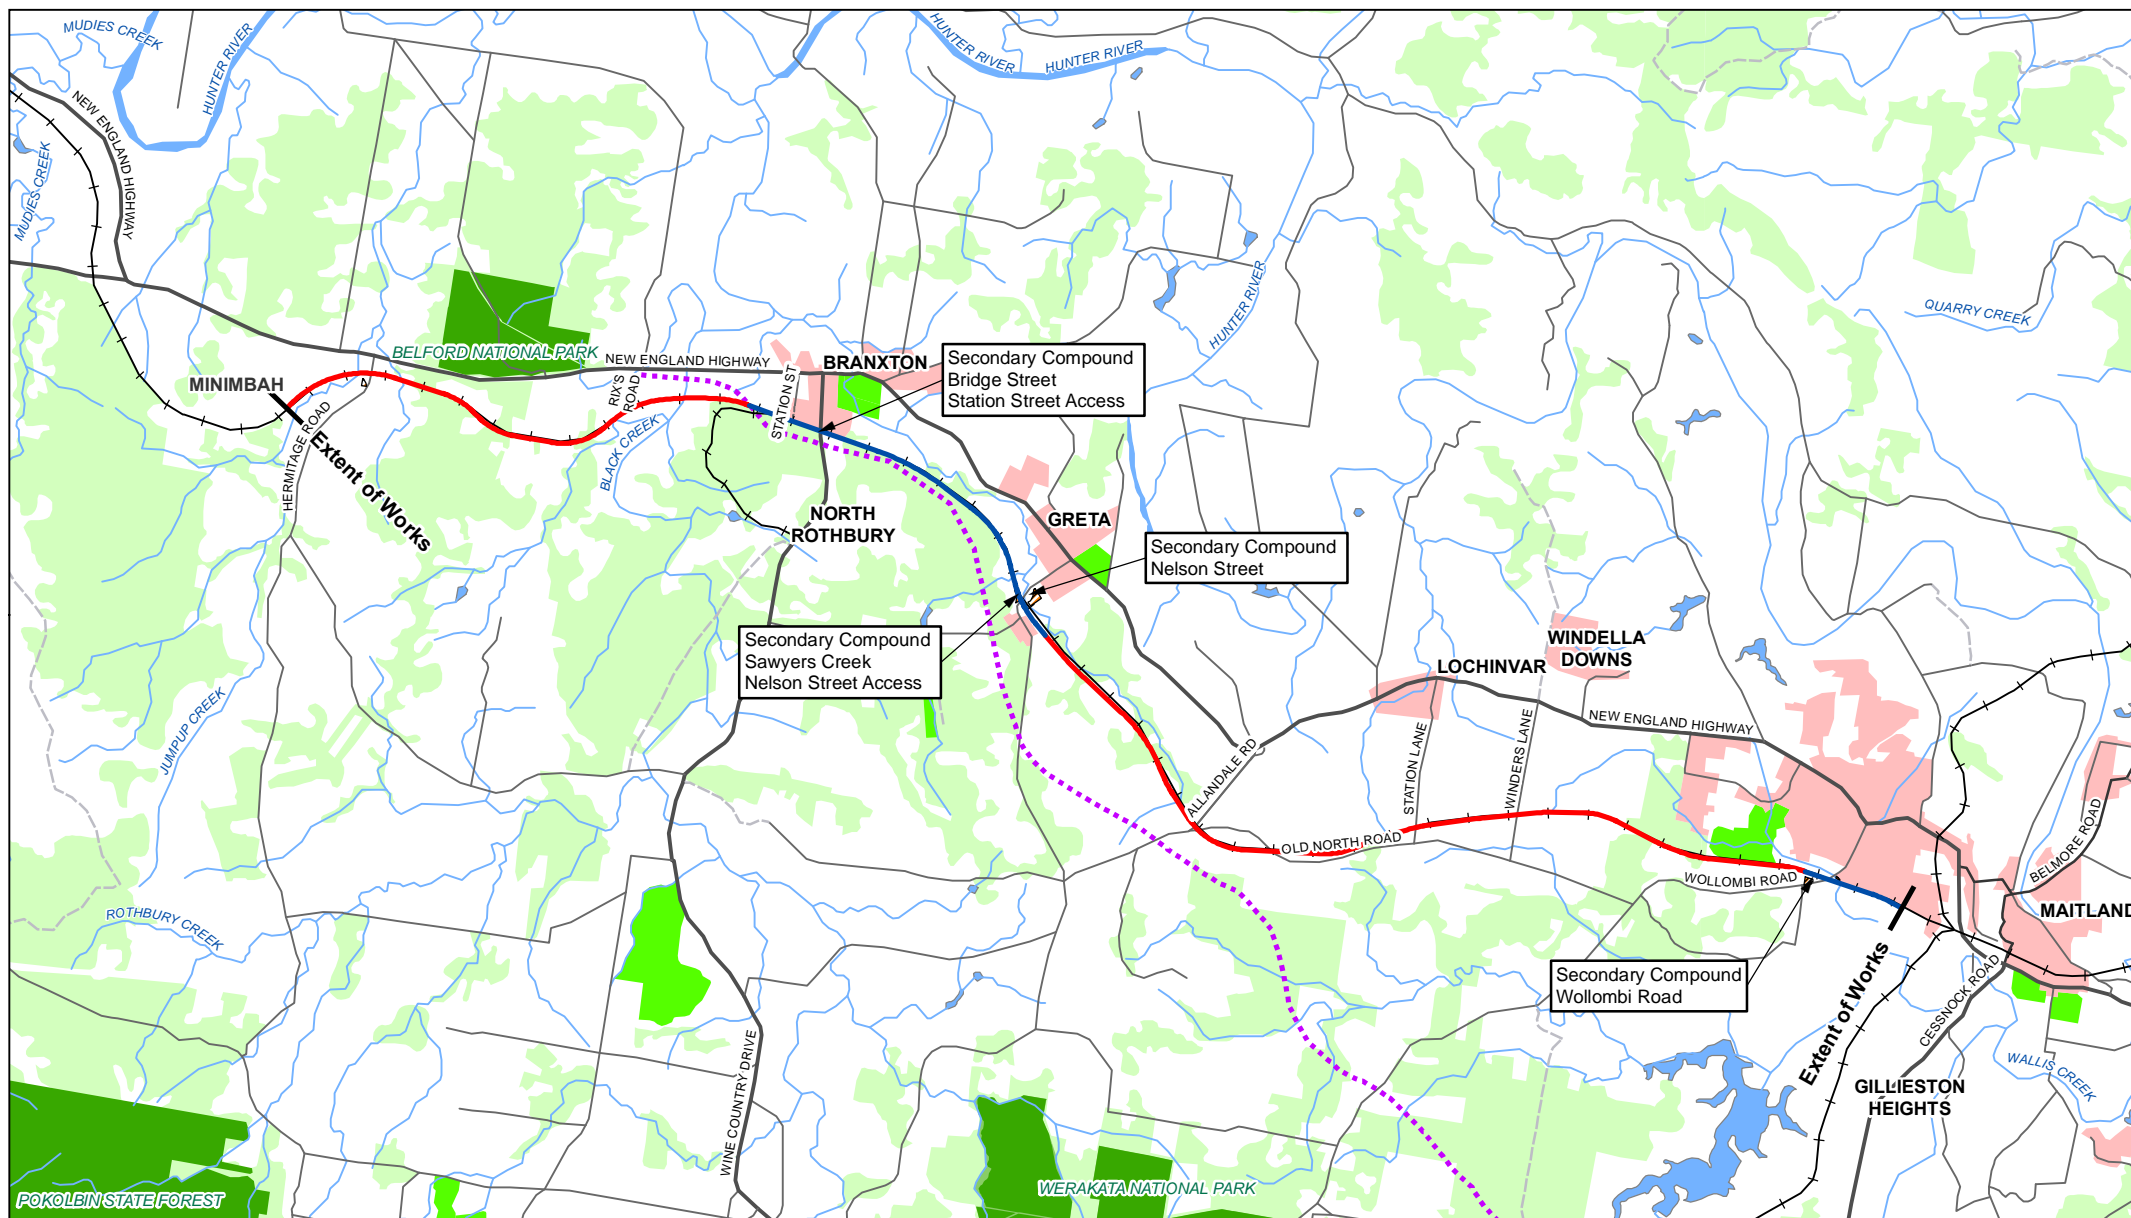 MUDIES CREEK
HUNTER RIVER
HUNTER RIVER
HUNTER RIVER
NEW ENGLAND HIGHWAY
MUDIES CREEK
HUNTER RIVER
QUARRY CREEK
BELFORD NATIONAL PARK
NEW ENGLAND HIGHWAY
BRANXTON
Secondary Compound
Bridge Street
Station Street Access
MINIMBAH
RIX'S
ROAD
STATION ST
HERMITAGE ROAD
Extent of Works
BLACK CREEK
NORTH
ROTHBURY
GRETA
Secondary Compound
Nelson Street
Secondary Compound
Sawyers Creek
Nelson Street Access
WINDELLA
DOWNS
LOCHINVAR
JUMPUP CREEK
NEW ENGLAND HIGHWAY
ALLANDALE RD
STATION LANE
WINDERS LANE
OLD NORTH ROAD
WOLLOMBI ROAD
BELMORE ROAD
MAITLAND
ROTHBURY CREEK
Secondary Compound
Wollombi Road
Extent of Works
CESSNOCK ROAD
WALLIS CREEK
GILLIESTON
HEIGHTS
WINE COUNTRY DRIVE
POKOLBIN STATE FOREST
WERAKATA NATIONAL PARK